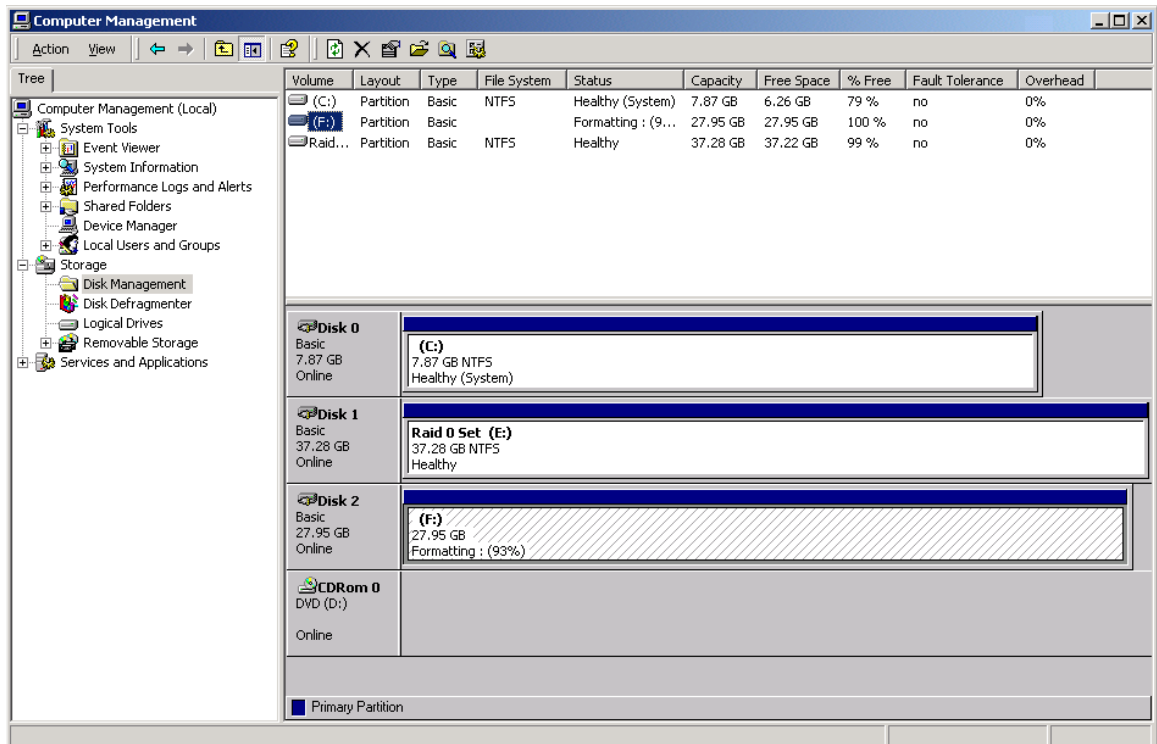 Computer Management
Action View
Tree
Computer Management (Local)
System Tools
Event Viewer
System Information
Performance Logs and Alerts
Shared Folders
Device Manager
Local Users and Groups
Storage
Disk Management
Disk Defragmenter
Logical Drives
Removable Storage
Services and Applications
Volume Layout Type File System Status Capacity Free Space % Free Fault Tolerance Overhead
(C:) Partition Basic NTFS Healthy (System) 7.87 GB 6.26 GB 79 % no 0%
(F:) Partition Basic Formatting : (9... 27.95 GB 27.95 GB 100 % no 0%
Raid... Partition Basic NTFS Healthy 37.28 GB 37.22 GB 99 % no 0%
Disk 0
Basic
7.87 GB
Online
(C:)
7.87 GB NTFS
Healthy (System)
Disk 1
Basic
37.28 GB
Online
Raid 0 Set (E:)
37.28 GB NTFS
Healthy
Disk 2
Basic
27.95 GB
Online
(F:)
27.95 GB
Formatting : (93%)
CDRom 0
DVD (D:)
Online
Primary Partition